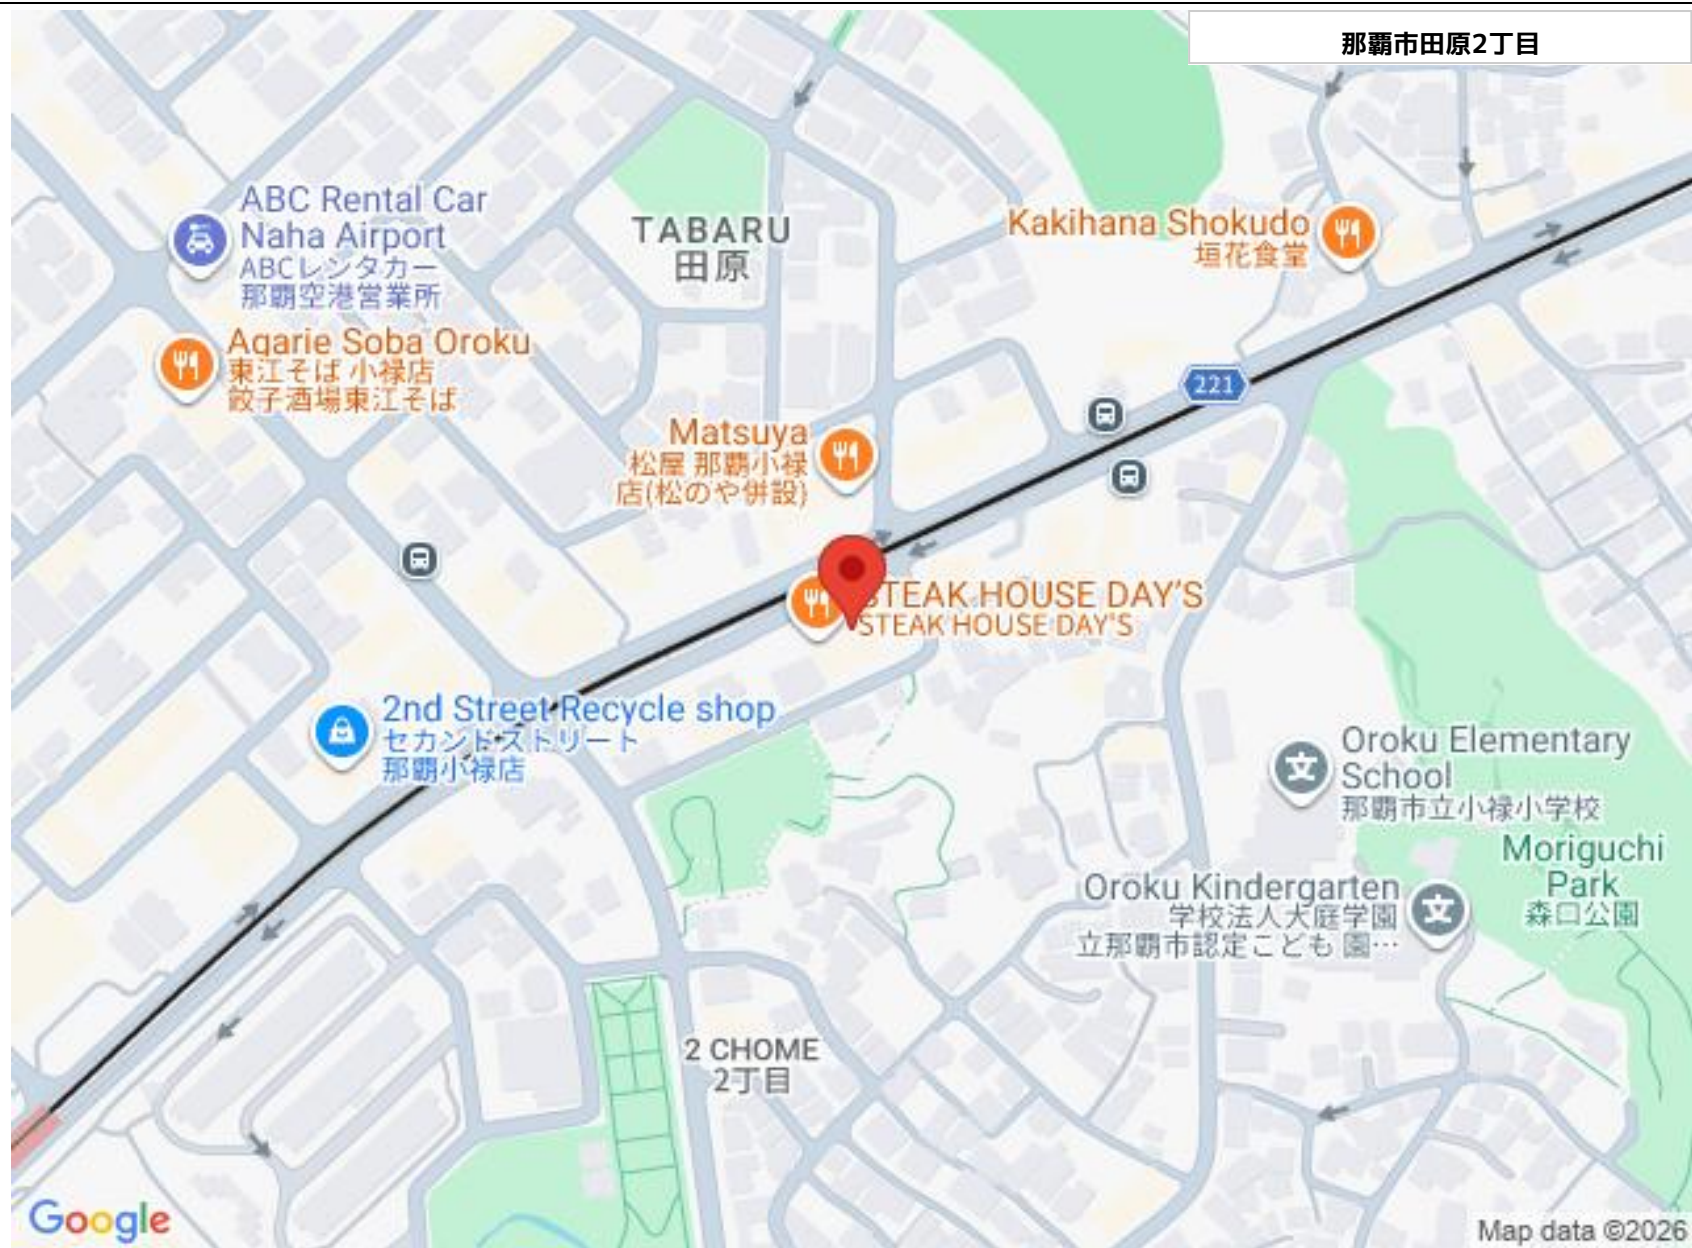 那覇市田原2丁目
ABC Rental Car
Naha Airport
ABCレンタカー
那覇空港営業所
TABARU
田原
Kakihana Shokudo
垣花食堂
Agarie Soba Oroku
東江そば 小禄店
餃子酒場東江そば
221
Matsuya
松屋 那覇小禄
店(松のや併設)
STEAK HOUSE DAY'S
STEAK HOUSE DAY'S
2nd Street Recycle shop
セカンドストリート
那覇小禄店
Oroku Elementary
School
那覇市立小禄小学校
Moriguchi
Park
森口公園
Oroku Kindergarten
学校法人大庭学園
立那覇市認定こども 園…
2 CHOME
2丁目
Google
Map data ©2026